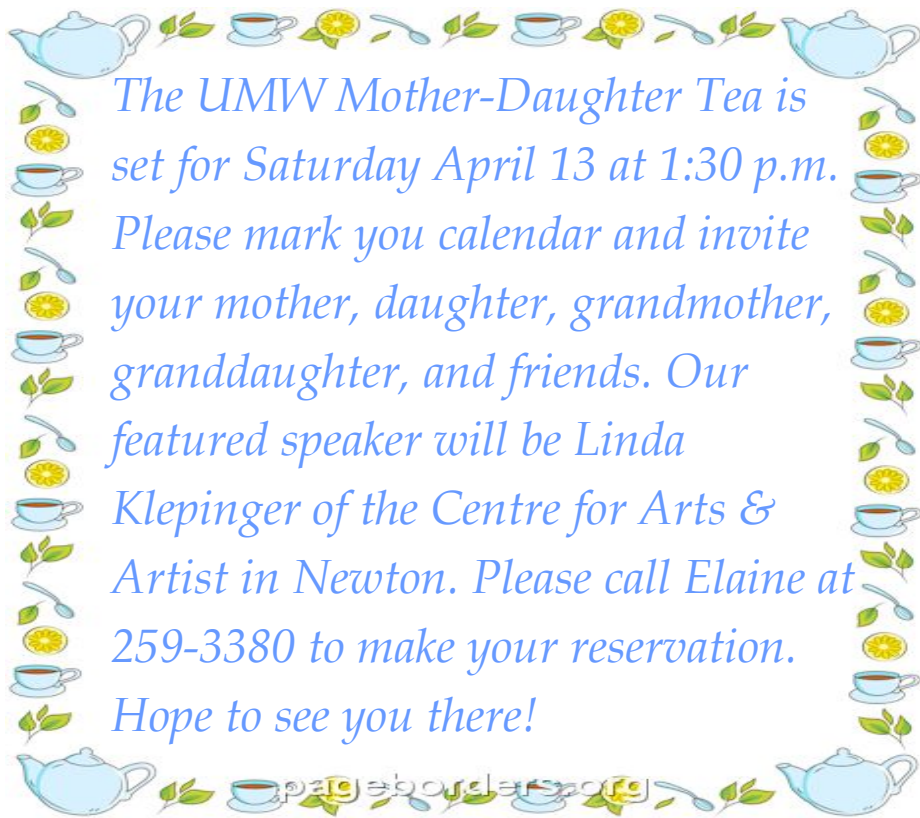 The UMW Mother-Daughter Tea is
set for Saturday April 13 at 1:30 p.m.
Please mark you calendar and invite
your mother, daughter, grandmother,
granddaughter, and friends. Our
featured speaker will be Linda
Klepinger of the Centre for Arts &
Artist in Newton. Please call Elaine at
259-3380 to make your reservation.
Hope to see you there!
pageborders.org